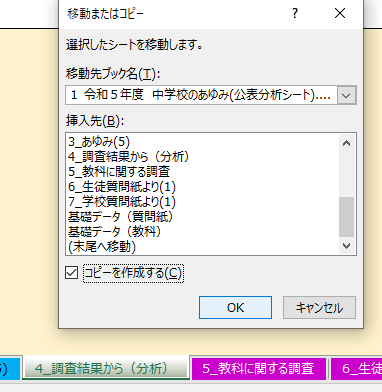 移動またはコピー ? ×
選択したシートを移動します。
移動先ブック名(T):
1 令和５年度　中学校のあゆみ(公表分析シート)....
挿入先(B):
3_あゆみ(5)
4_調査結果から（分析）
5_教科に関する調査
6_生徒質問紙より(1)
7_学校質問紙より(1)
基礎データ（質問紙）
基礎データ（教科）
(末尾へ移動)
コピーを作成する(C)
OK キャンセル
5) 4_調査結果から（分析） 5_教科に関する調査 6_生徒